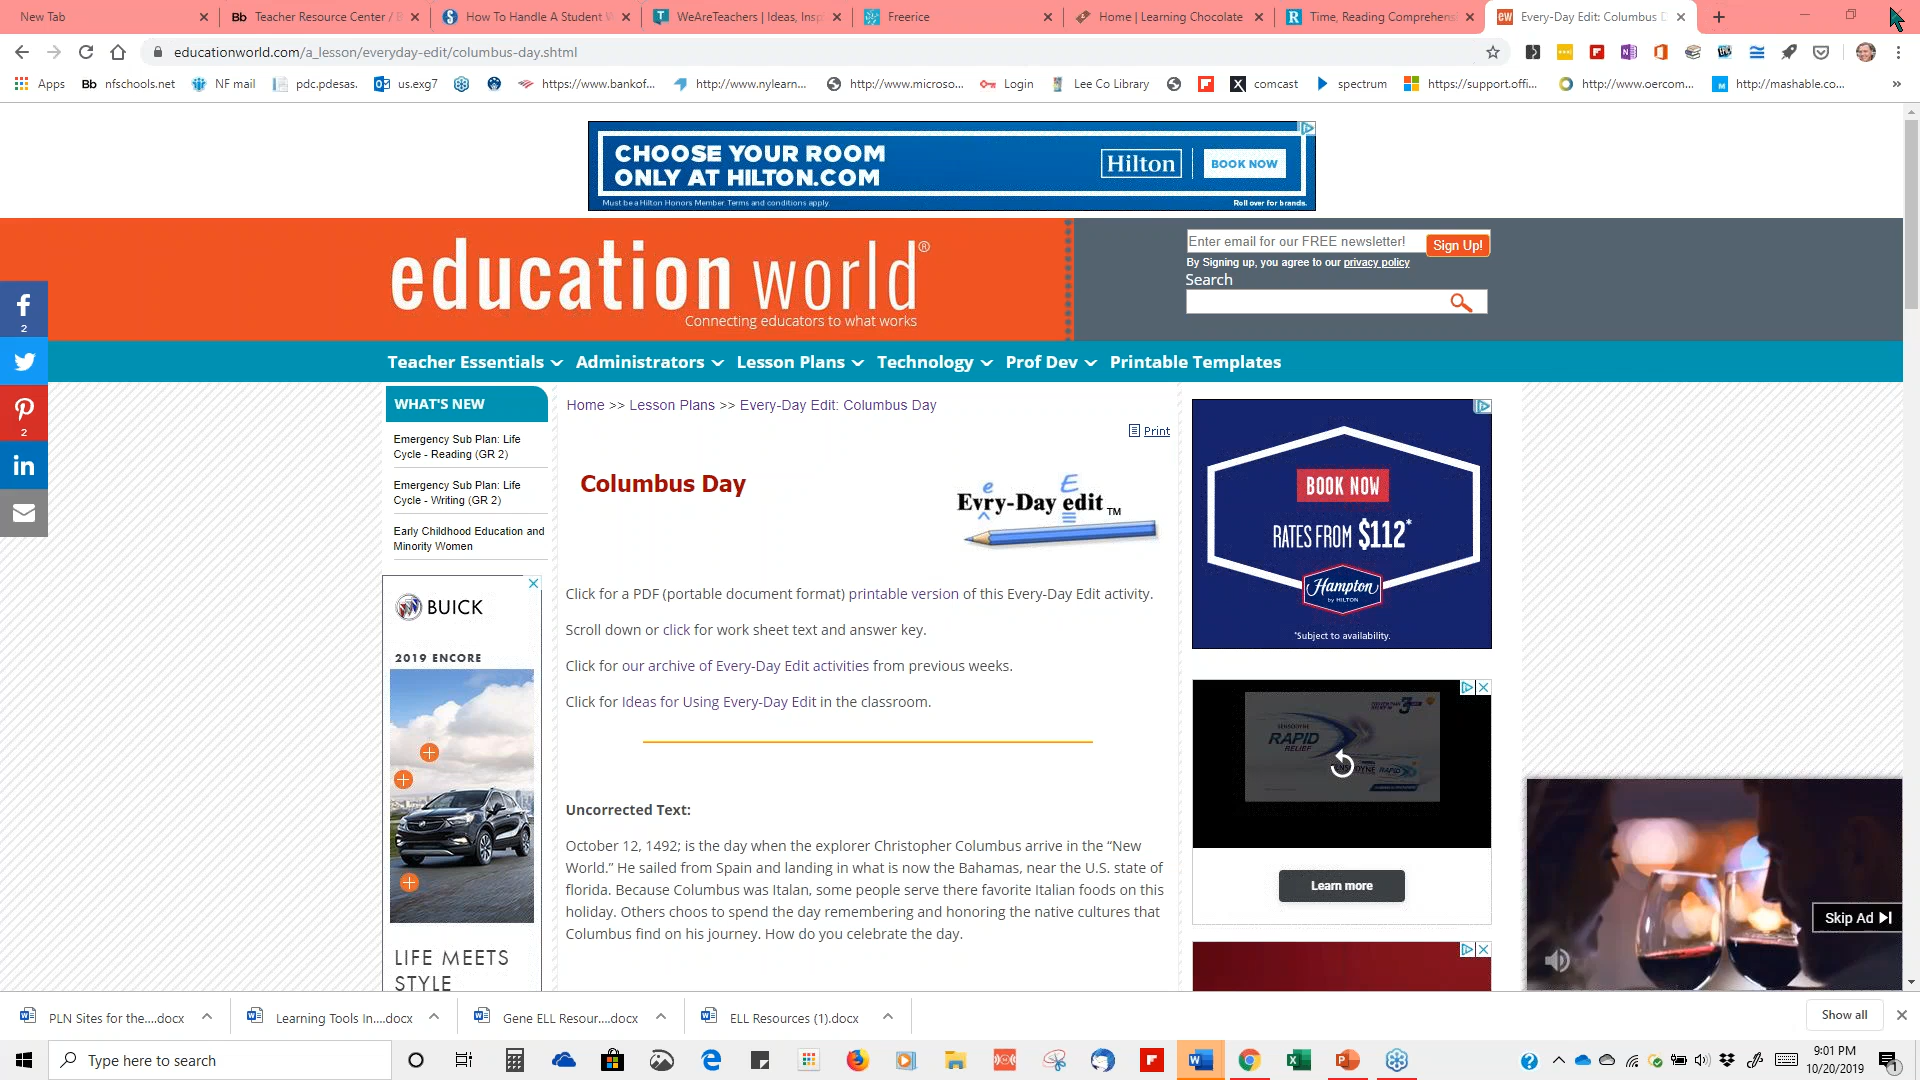 New Tab
Bb Teacher Resource Center / B
How To Handle A Student
WeAreTeachers | Ideas, Insp
Freerice
Home | Learning Chocolate
Time, Reading Comprehens
Every-Day Edit: Columbus D
educationworld.com/a_lesson/everyday-edit/columbus-day.shtml
Apps
Bb nfschools.net
NF mail
pdc.pdesas.
us.exg7
https://www.bankof...
http://www.nylearn...
http://www.microso...
Login
Lee Co Library
comcast
spectrum
https://support.offi...
http://www.oercom...
http://mashable.co...
CHOOSE YOUR ROOM
ONLY AT HILTON.COM
Must be a Hilton Honors Member. Terms and conditions apply.
Hilton
BOOK NOW
Roll over for brands.
education world®
Connecting educators to what works
Enter email for our FREE newsletter!
Sign Up!
By Signing up, you agree to our privacy policy
Search
2
2
Teacher Essentials
Administrators
Lesson Plans
Technology
Prof Dev
Printable Templates
WHAT'S NEW
Emergency Sub Plan: Life
Cycle - Reading (GR 2)
Emergency Sub Plan: Life
Cycle - Writing (GR 2)
Early Childhood Education and
Minority Women
BUICK
2019 ENCORE
LIFE MEETS
STYLE
Home >> Lesson Plans >> Every-Day Edit: Columbus Day
Print
Columbus Day
e E
Evry-Day edit TM
Click for a PDF (portable document format) printable version of this Every-Day Edit activity.
Scroll down or click for work sheet text and answer key.
Click for our archive of Every-Day Edit activities from previous weeks.
Click for Ideas for Using Every-Day Edit in the classroom.
Uncorrected Text:
October 12, 1492; is the day when the explorer Christopher Columbus arrive in the “New
World.” He sailed from Spain and landing in what is now the Bahamas, near the U.S. state of
florida. Because Columbus was Italan, some people serve there favorite Italian foods on this
holiday. Others choos to spend the day remembering and honoring the native cultures that
Columbus find on his journey. How do you celebrate the day.
BOOK NOW
RATES FROM $112*
Hampton
by HILTON
*Subject to availability.
SENSODYNE
RAPID
RELIEF
Learn more
Skip Ad
PLN Sites for the....docx
Learning Tools In....docx
Gene ELL Resour....docx
ELL Resources (1).docx
Show all
Type here to search
9:01 PM
10/20/2019